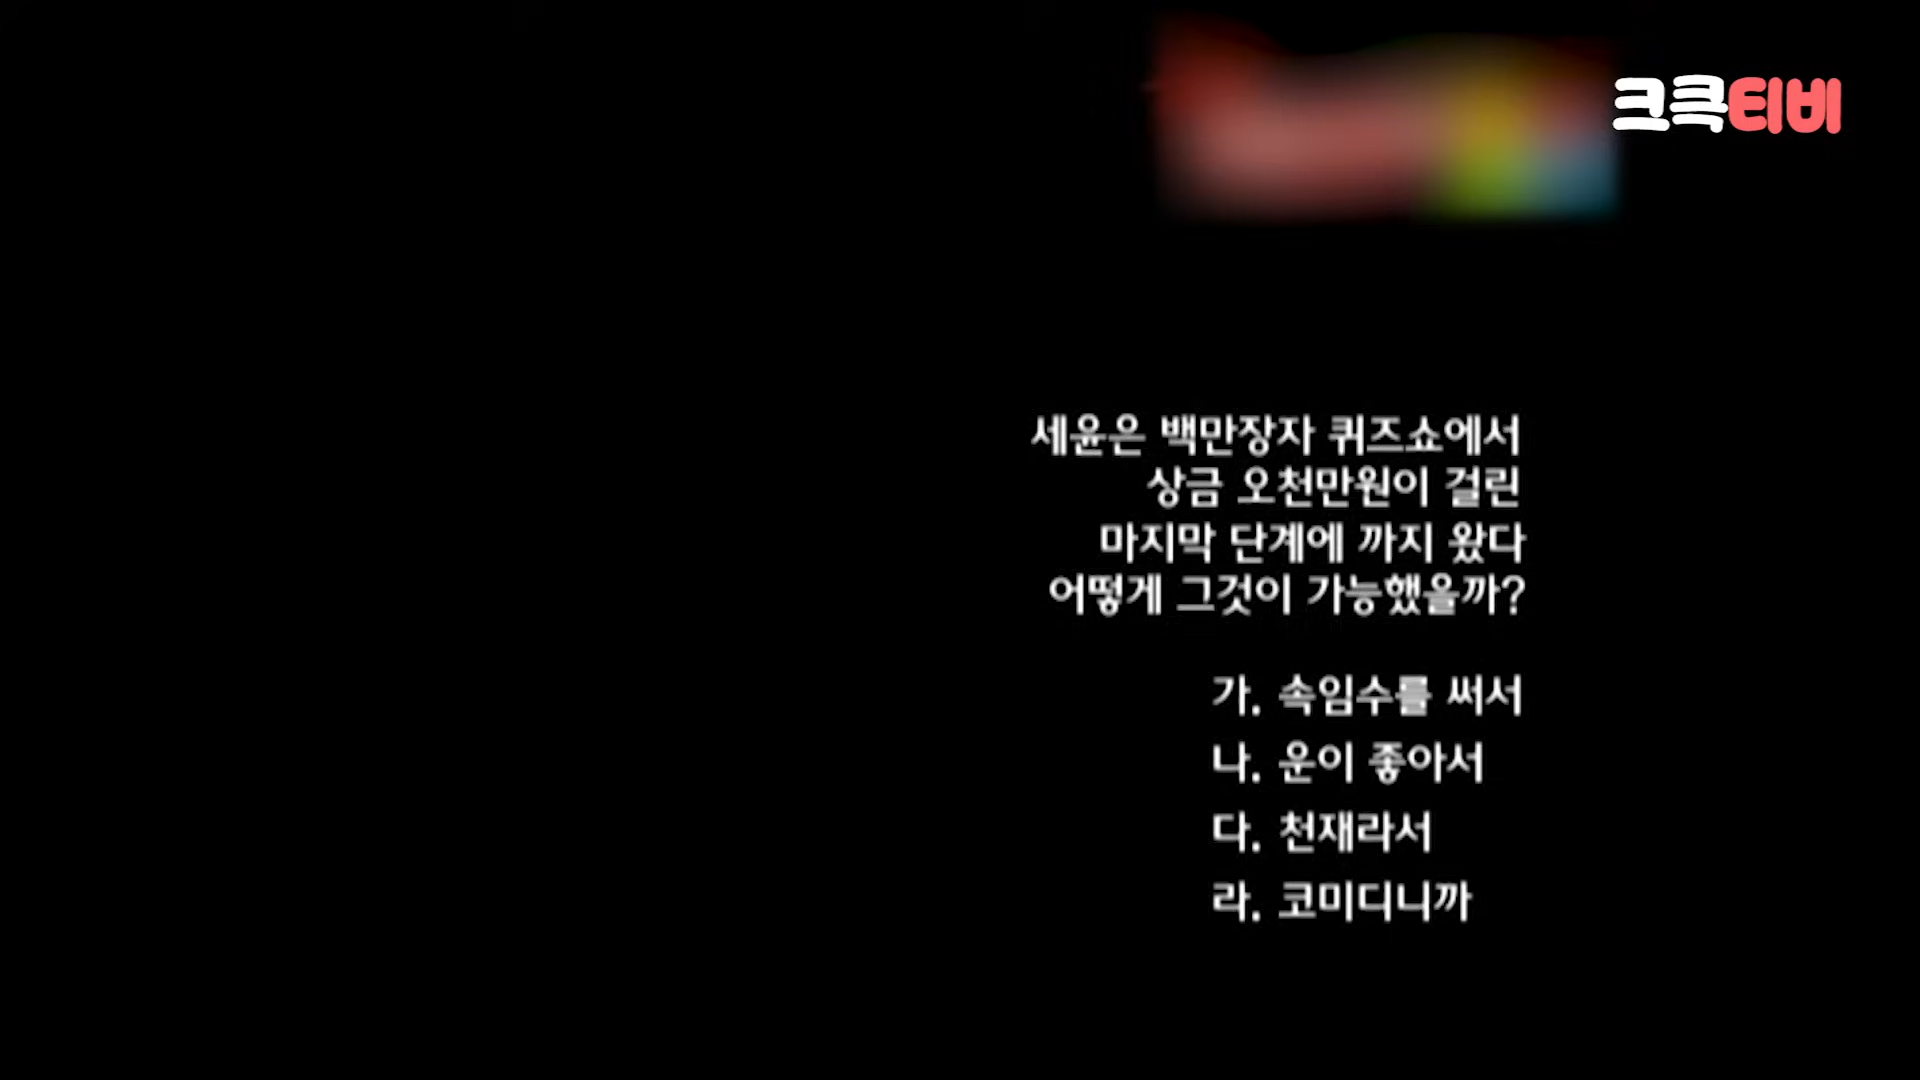 크큭티비
세윤은 백만장자 퀴즈쇼에서
상금 오천만원이 걸린
마지막 단계에 까지 왔다
어떻게 그것이 가능했을까?
가. 속임수를 써서
나. 운이 좋아서
다. 천재라서
라. 코미디니까